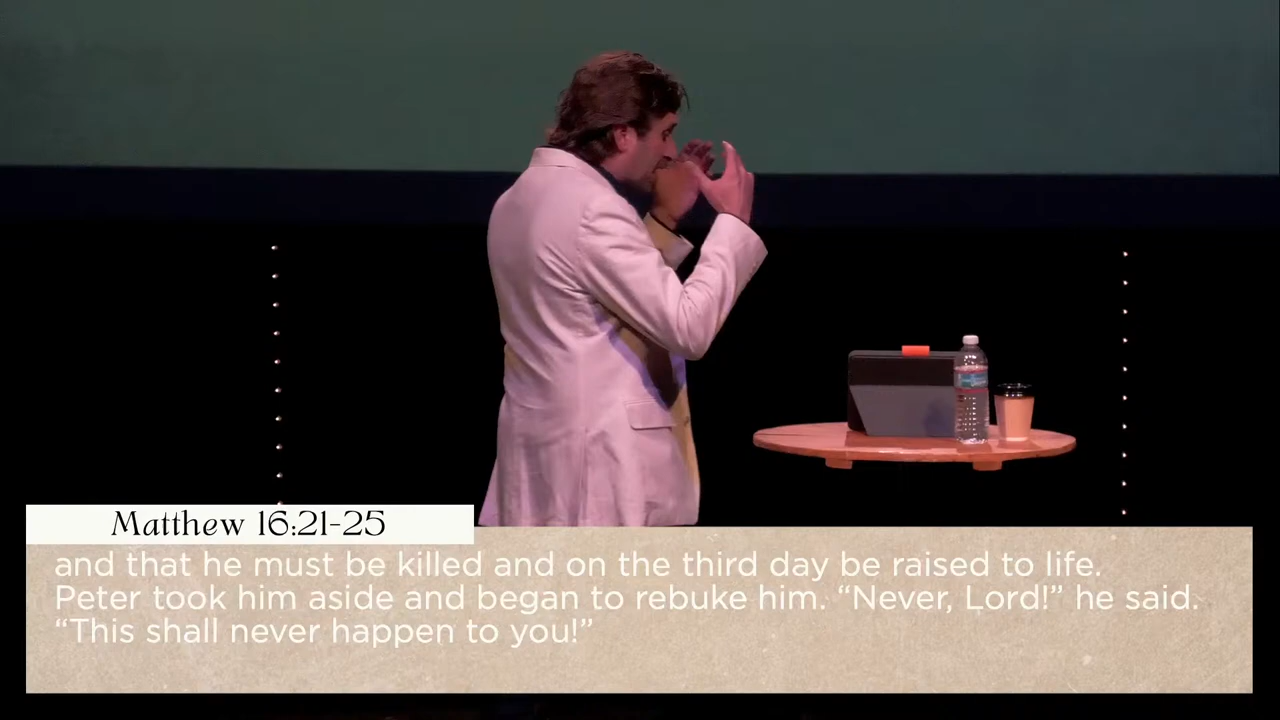 Matthew 16:21-25
and that he must be killed and on the third day be raised to life.
Peter took him aside and began to rebuke him. “Never, Lord!” he said.
“This shall never happen to you!”